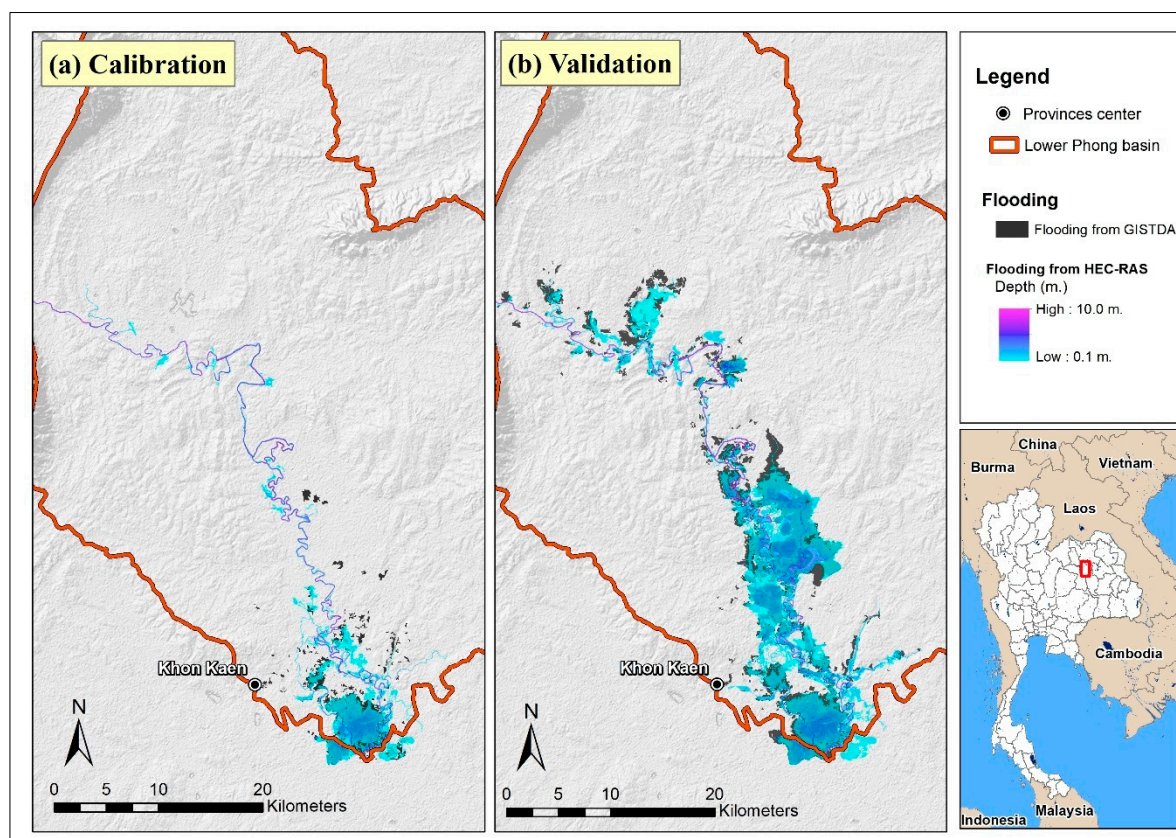 (a) Calibration
Khon Kaen
N
0 10 20
Kilometers
(b) Validation
Khon Kaen
N
0 10 20
Kilometers
Legend
Provinces center
Lower Phong basin
Flooding
Flooding from GISTDA
Flooding from HEC-RAS
Depth (m.)
High : 10.0 m.
Low : 0.1 m.
China
Burma
Vietnam
Laos
Cambodia
Malaysia
Indonesia